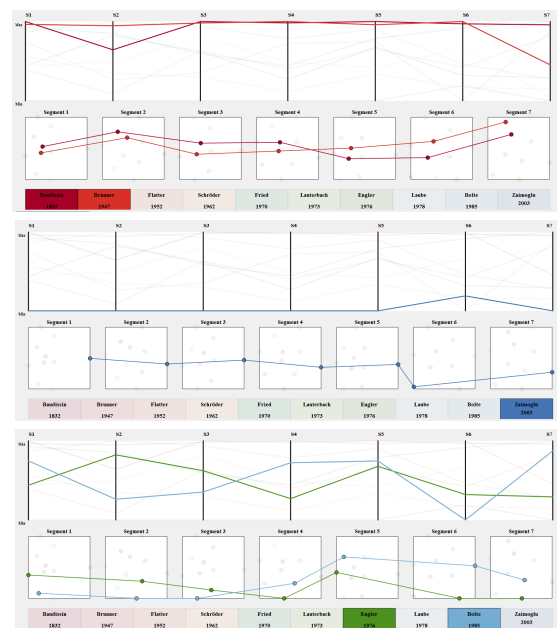 S1 S2 S3 S4 S5 S6 S7
Max
Min
Segment 1 Segment 2 Segment 3 Segment 4 Segment 5 Segment 6 Segment 7
Baudissin Brunner Flatter Schröder Fried Lauterbach Engler Laube Bolte Zaimoglu
1832 1947 1952 1962 1970 1973 1976 1978 1985 2003
S1 S2 S3 S4 S5 S6 S7
Max
Min
Segment 1 Segment 2 Segment 3 Segment 4 Segment 5 Segment 6 Segment 7
Baudissin Brunner Flatter Schröder Fried Lauterbach Engler Laube Bolte Zaimoglu
1832 1947 1952 1962 1970 1973 1976 1978 1985 2003
S1 S2 S3 S4 S5 S6 S7
Max
Min
Segment 1 Segment 2 Segment 3 Segment 4 Segment 5 Segment 6 Segment 7
Baudissin Brunner Flatter Schröder Fried Lauterbach Engler Laube Bolte Zaimoglu
1832 1947 1952 1962 1970 1973 1976 1978 1985 2003